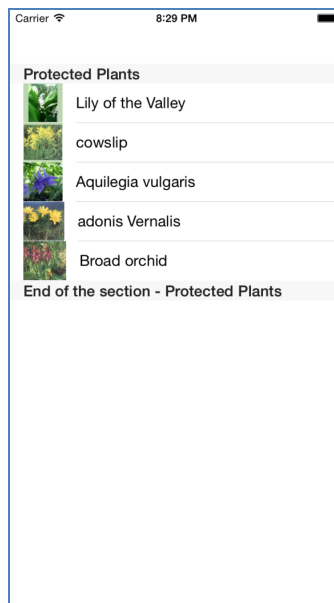 Carrier 8:29 PM
Protected Plants
Lily of the Valley
cowslip
Aquilegia vulgaris
adonis Vernalis
Broad orchid
End of the section - Protected Plants